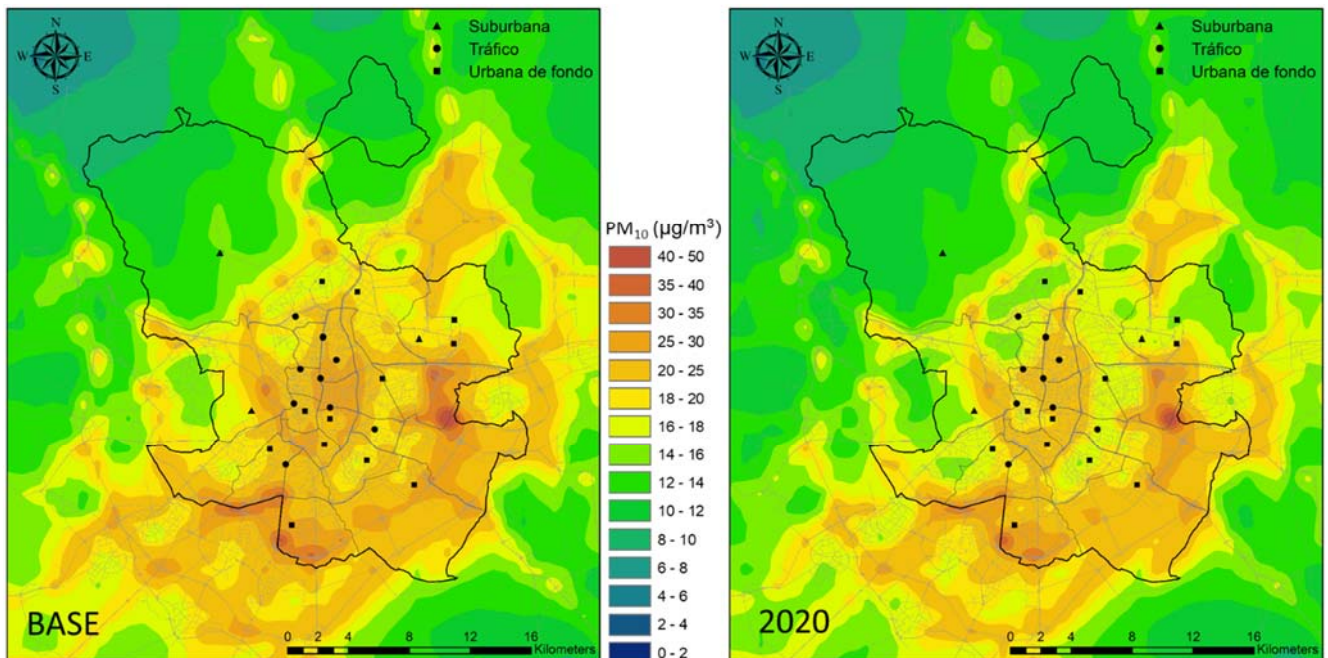 N
W E
S
Suburbana
Tráfico
Urbana de fondo
BASE
0 2 4 8 12 16
Kilometers
PM10 (µg/m3)
40 - 50
35 - 40
30 - 35
25 - 30
20 - 25
18 - 20
16 - 18
14 - 16
12 - 14
10 - 12
8 - 10
6 - 8
4 - 6
2 - 4
0 - 2
N
W E
S
Suburbana
Tráfico
Urbana de fondo
2020
0 2 4 8 12 16
Kilometers